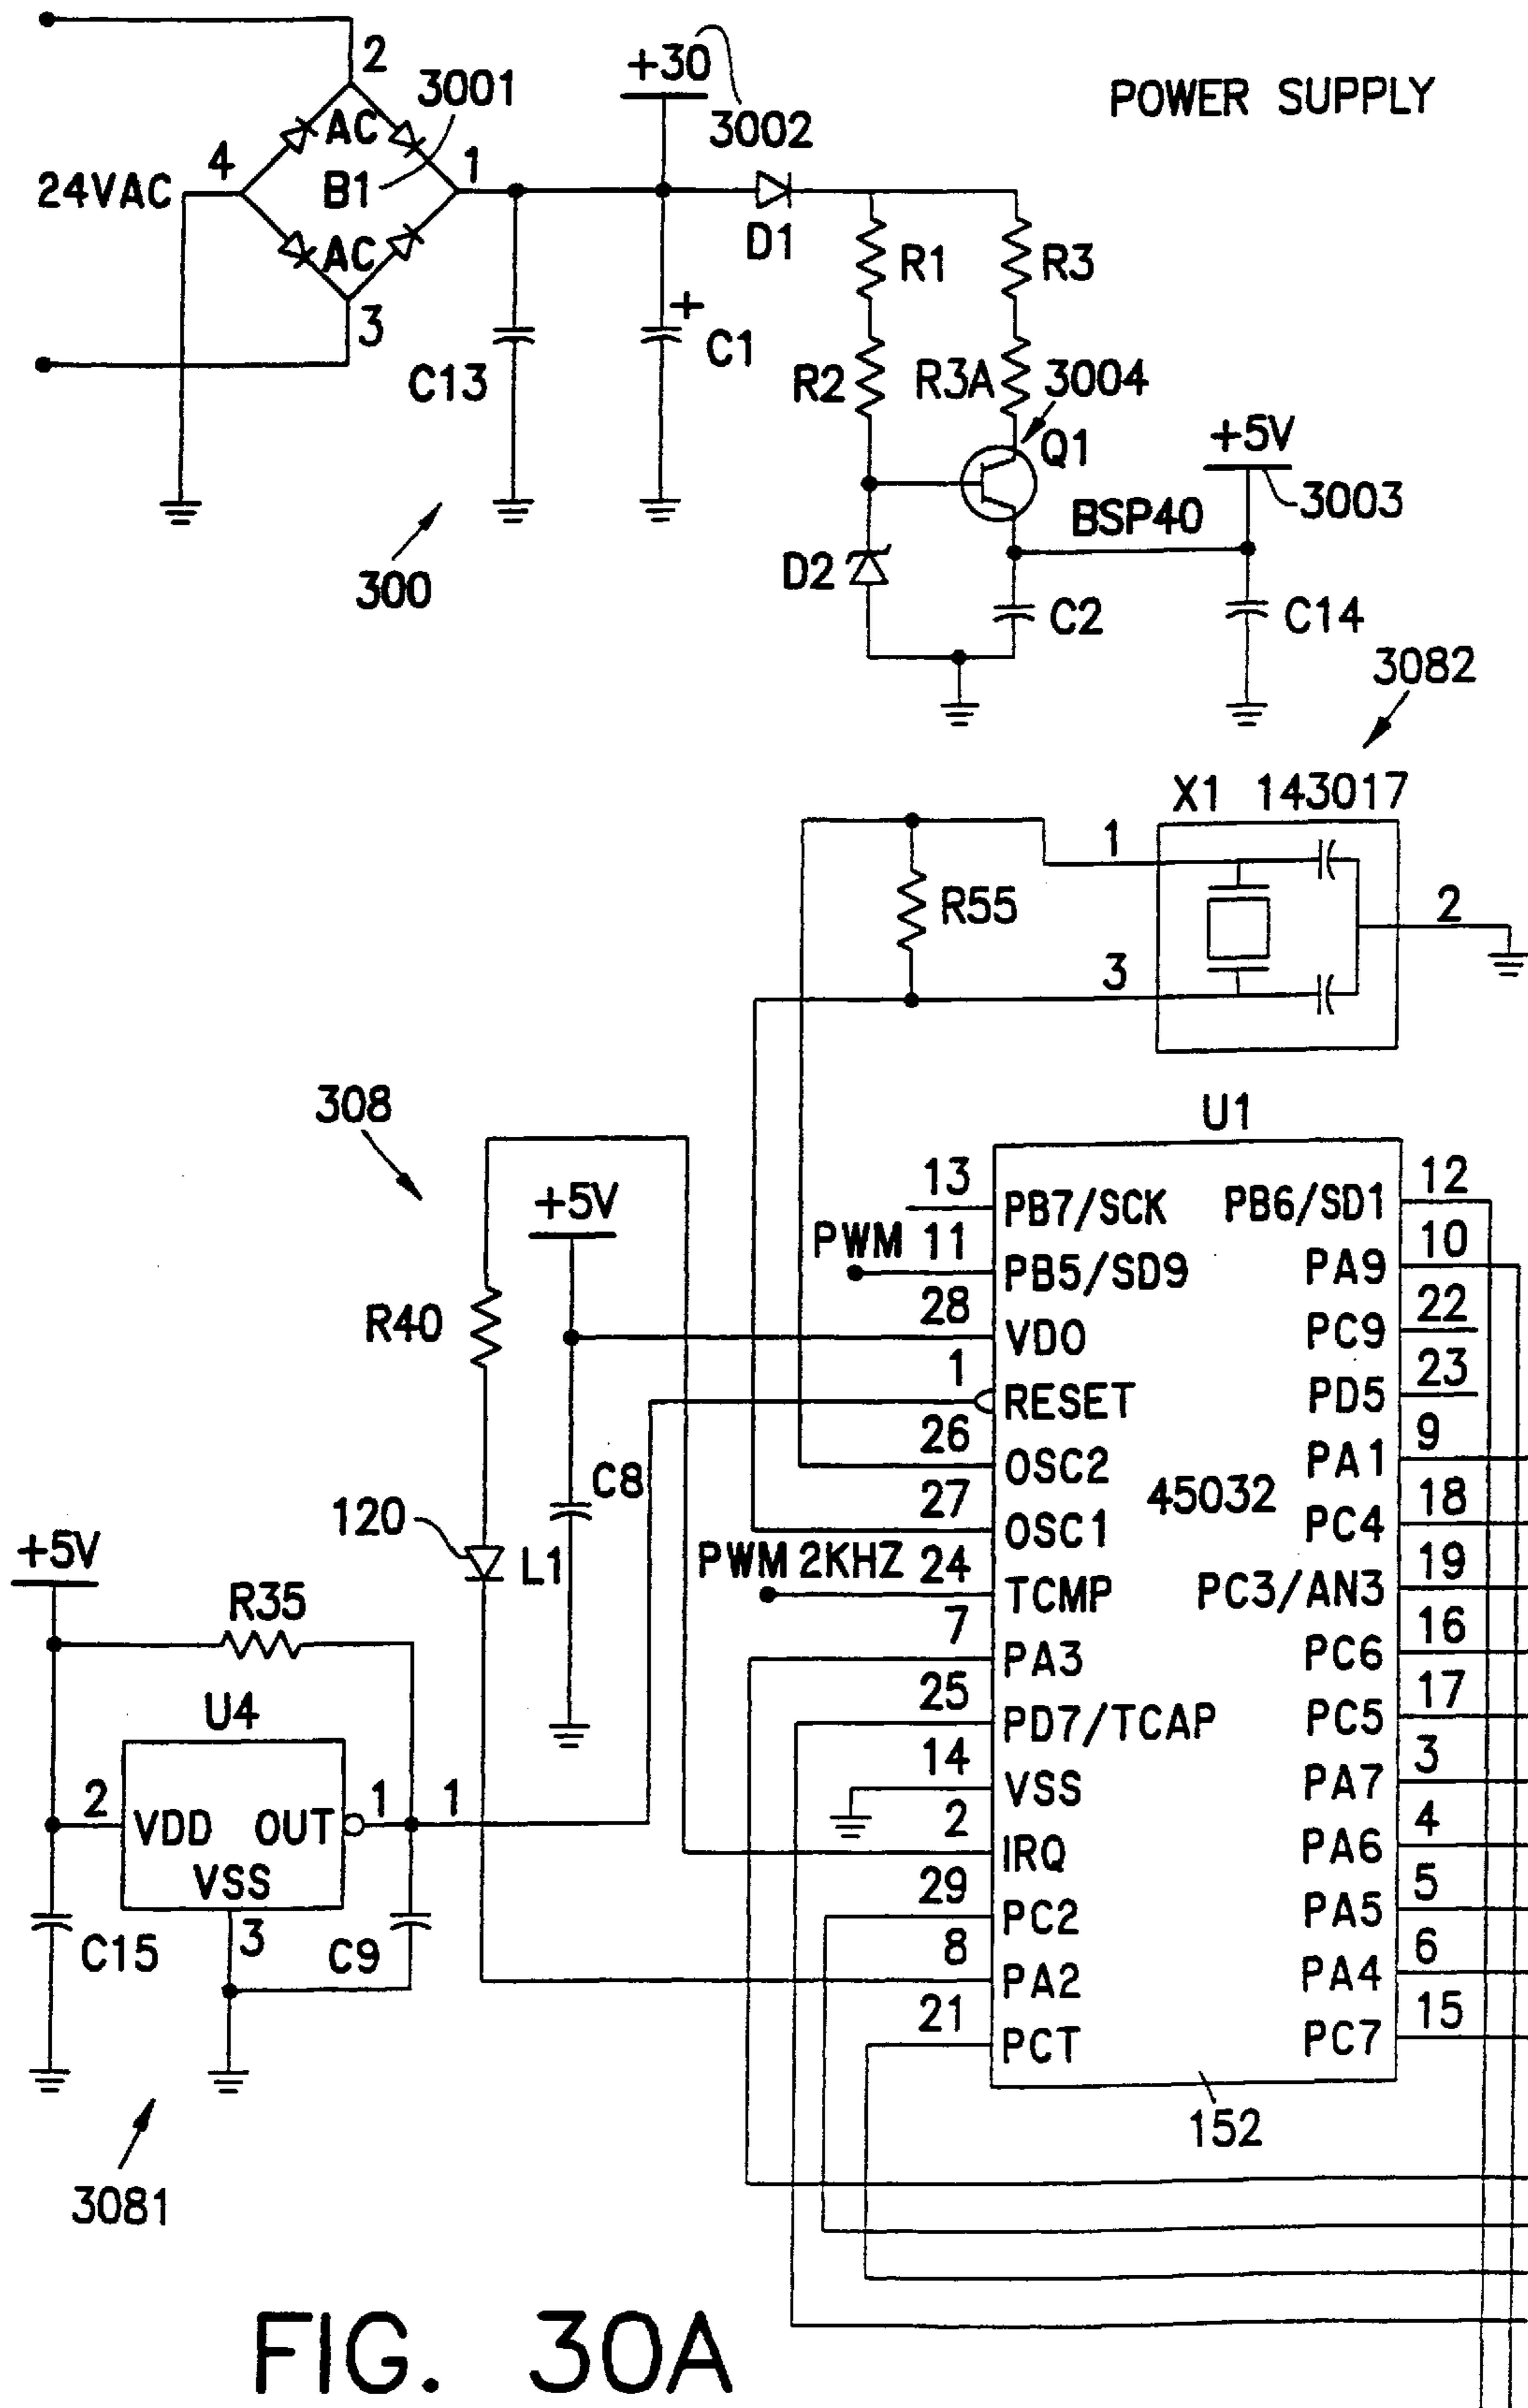 2
3001
+30
3002
POWER SUPPLY
AC
4
1
24VAC
B1
D1
AC
R1
R3
3
+
C13
C1
R2
R3A
3004
Q1
+5V
BSP40
3003
300
D2
C2
C14
3082
X1 143017
1
R55
2
3
308
U1
13
PB7/SCK
PB6/SD1
12
+5V
PWM
11
PB5/SD9
PA9
10
R40
28
VDO
PC9
22
1
RESET
PD5
23
26
OSC2
PA1
9
C8
45032
120
27
OSC1
PC4
18
L1
+5V
PWM 2KHZ
24
TCMP
PC3/AN3
19
R35
7
PA3
PC6
16
U4
25
PD7/TCAP
PC5
17
14
VSS
PA7
3
2
VDD
OUT
1
1
VSS
2
IRQ
PA6
4
3
C15
C9
29
PC2
PA5
5
8
PA2
PA4
6
21
PCT
PC7
15
152
3081
FIG. 30A